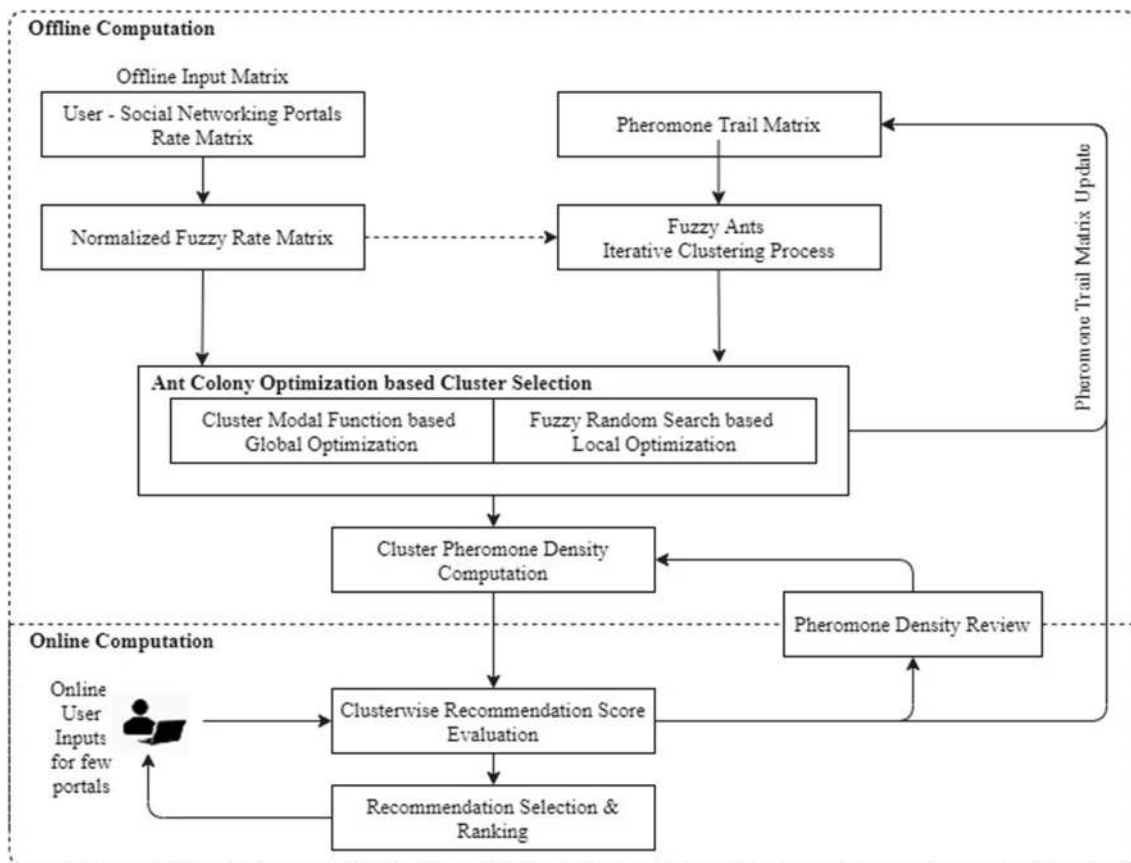 Offline Computation
Offline Input Matrix
User - Social Networking Portals
Rate Matrix
Pheromone Trail Matrix
Normalized Fuzzy Rate Matrix
Fuzzy Ants
Iterative Clustering Process
Pheromone Trail Matrix Update
Ant Colony Optimization based Cluster Selection
Cluster Modal Function based
Global Optimization
Fuzzy Random Search based
Local Optimization
Cluster Pheromone Density
Computation
Pheromone Density Review
Online Computation
Online
User
Inputs
for few
portals
Clusterwise Recommendation Score
Evaluation
Recommendation Selection &
Ranking